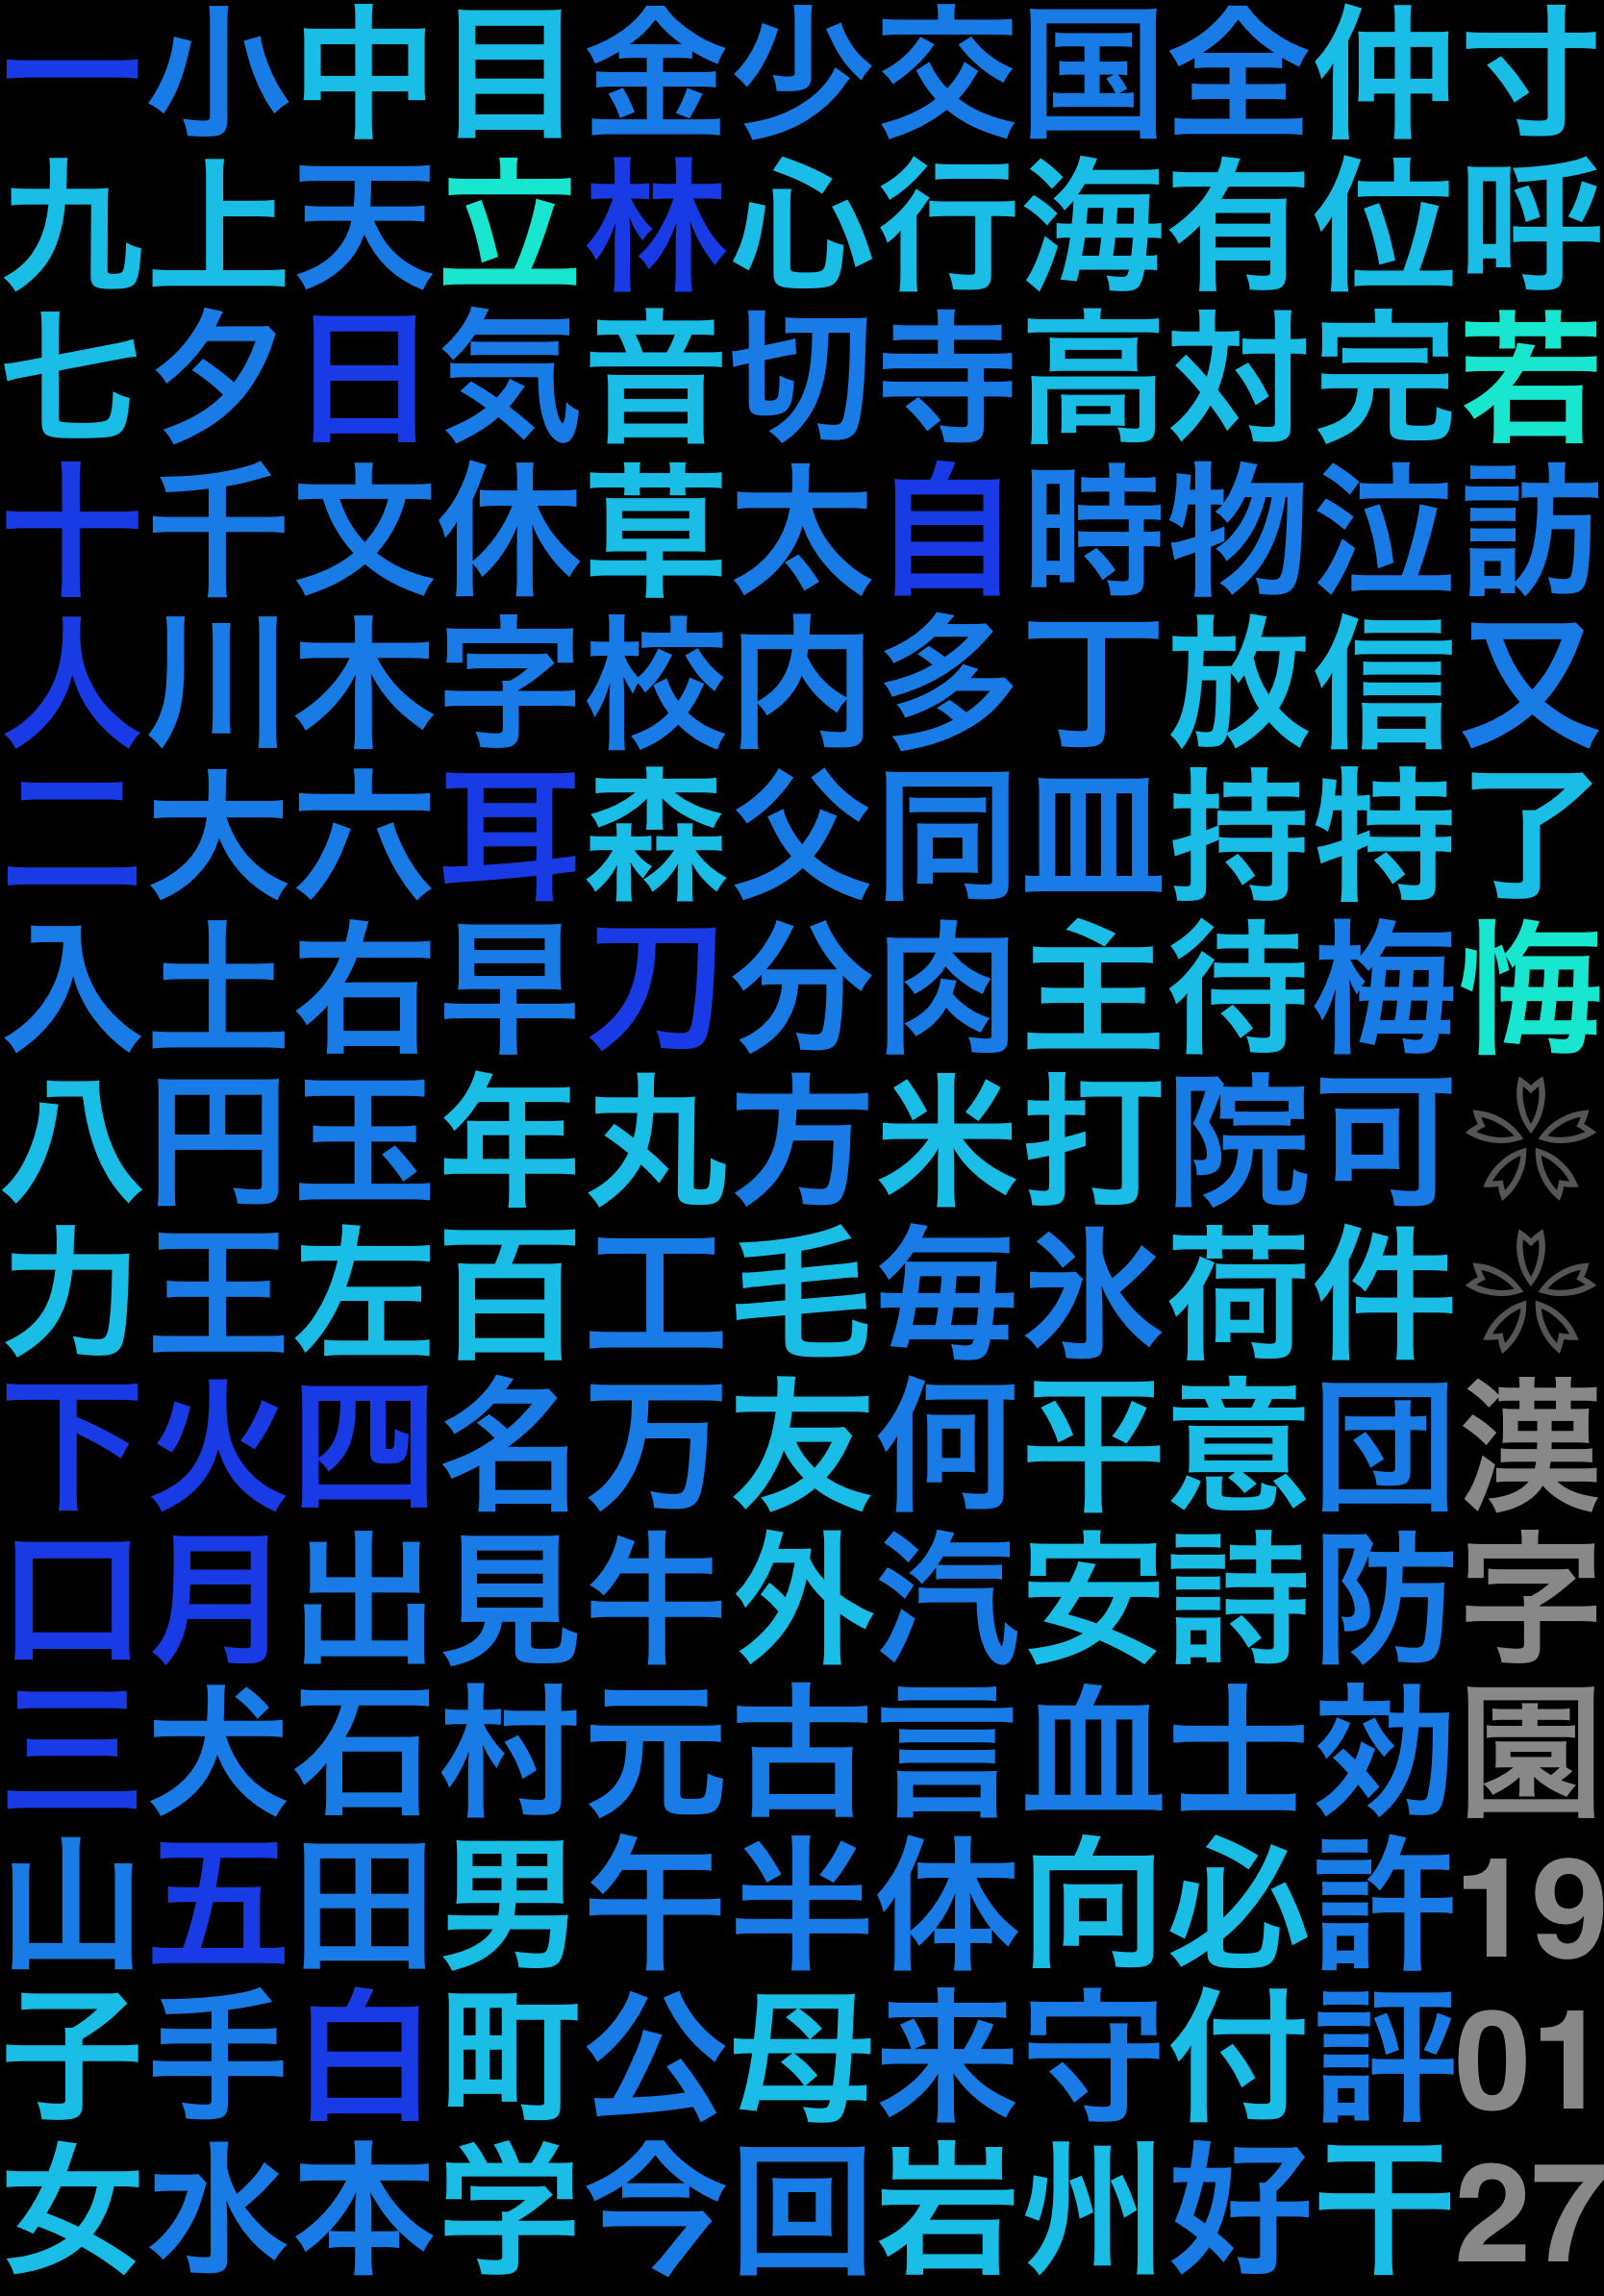 一九七十人二入八力下口三山子女
小上夕千川大土円王火月犬五手水
中天日文木六右玉左四出石田白本
目立気休字耳早年百名見村男町学
金林音草校森刀丸工万牛元午公今
少心切太内父分方毛友外古半母回
交行寺自多同肉米毎何汽言体来岩
国海高時丁皿主打氷平安血向守州
全有対物放持待院荷意詩士必付好
仲位完泣信特梅可件団防効許評干
寸呼若訪又了悔
漢字園
19
01
27